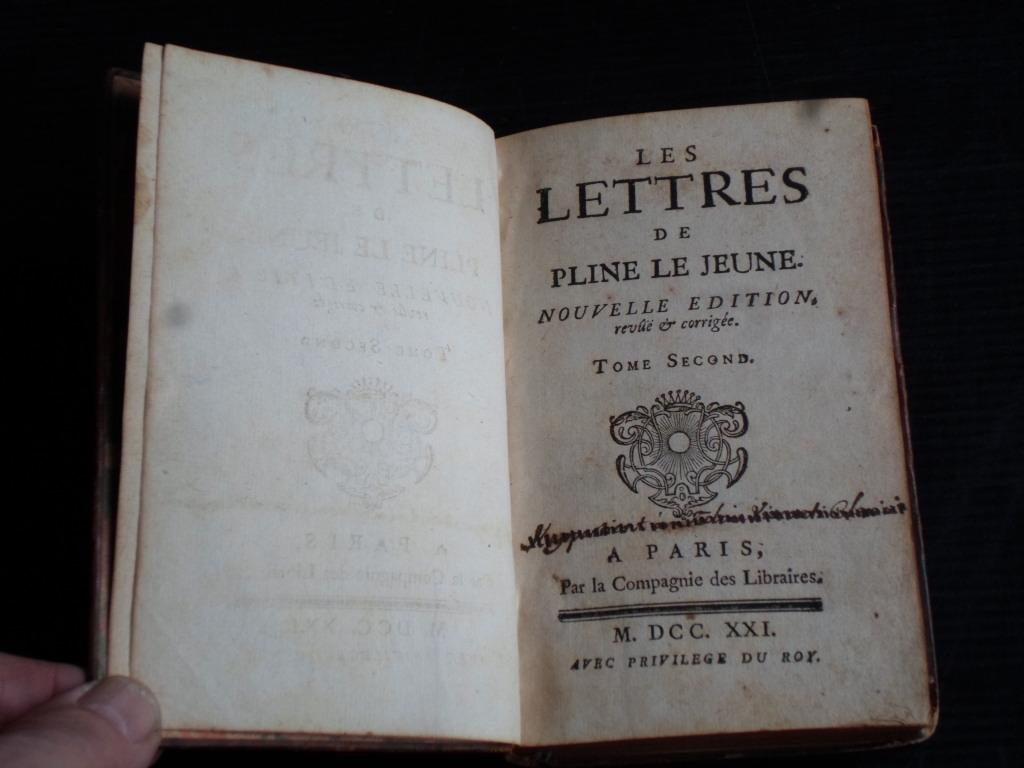 LES
LETTRES
DE
PLINE LE JEUNE.
NOUVELLE EDITION,
revûë & corrigée.
TOME SECOND.
A PARIS,
Par la Compagnie des Libraires.
M. DCC. XXI.
AVEC PRIVILEGE DU ROY.